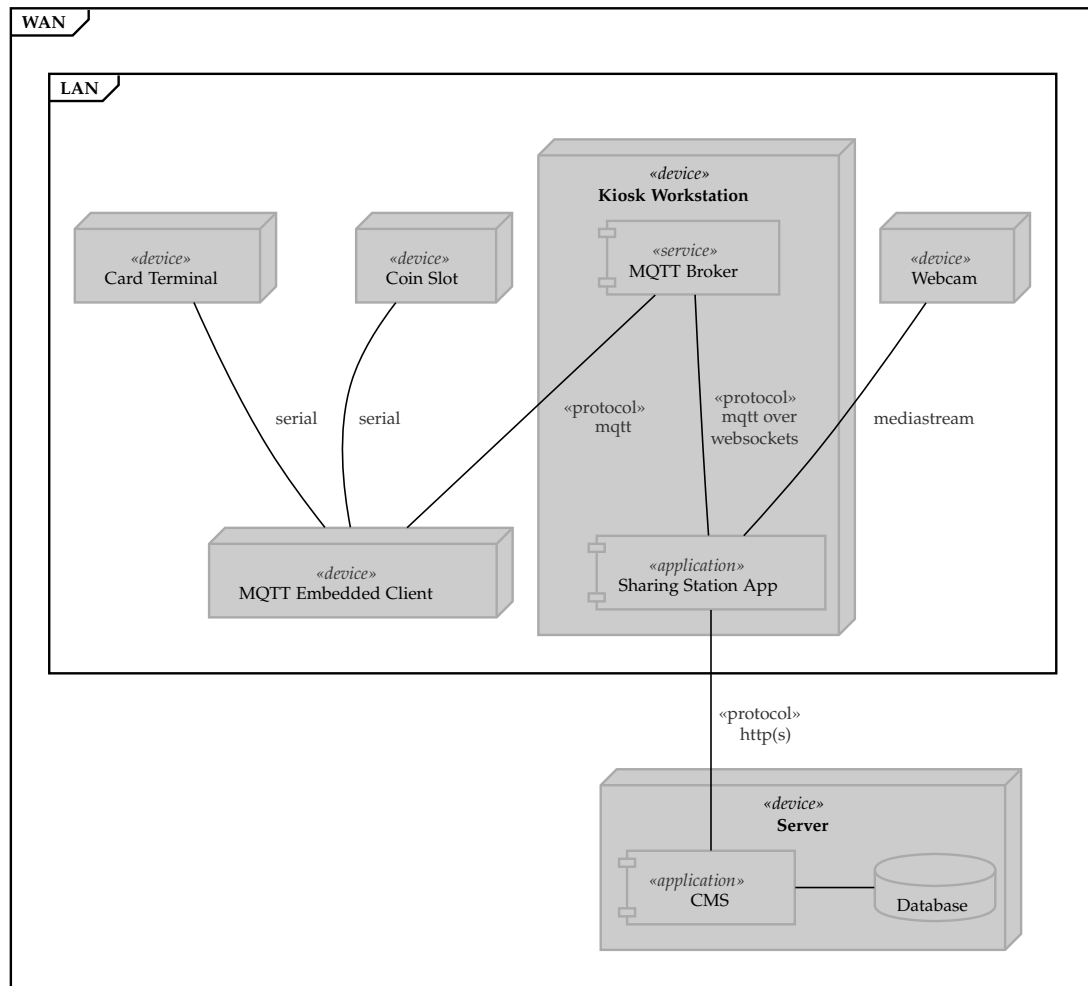 WAN
LAN
«device»
Kiosk Workstation
«device»
Card Terminal
«device»
Coin Slot
«service»
MQTT Broker
«device»
Webcam
serial
serial
«protocol»
mqtt
«protocol»
mqtt over
websockets
mediastream
«device»
MQTT Embedded Client
«application»
Sharing Station App
«protocol»
http(s)
«device»
Server
«application»
CMS
Database